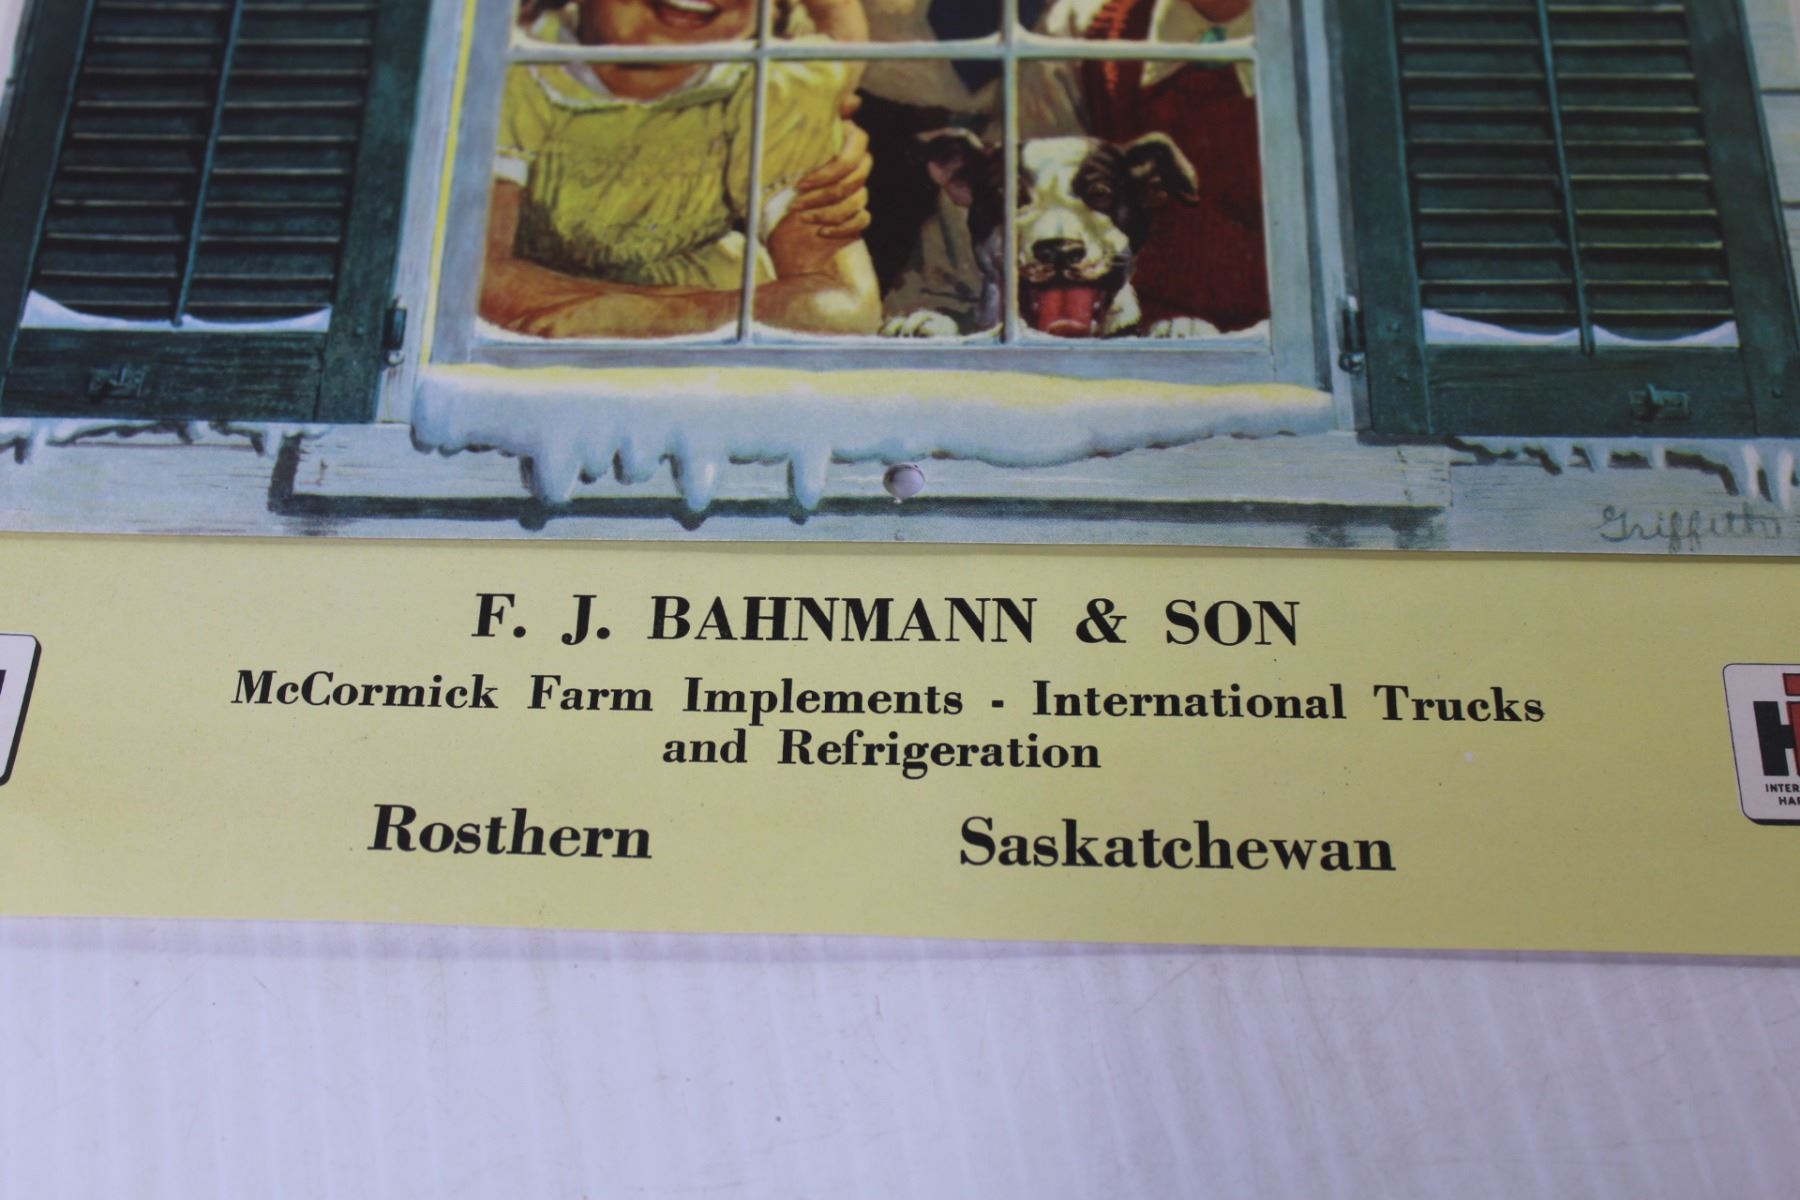 Griffith
F. J. BAHNMANN & SON
McCormick Farm Implements - International Trucks
and Refrigeration
Rosthern Saskatchewan